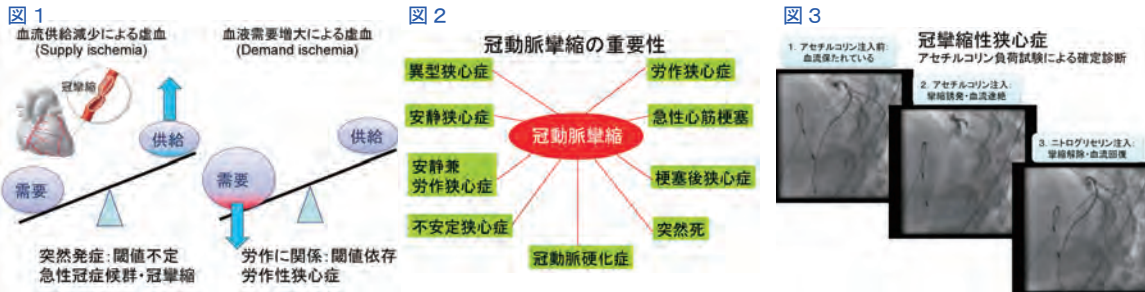 図1
血流供給減少による虚血
(Supply ischemia)
冠攣縮
供給
需要
突然発症：閾値不定
急性冠症候群・冠攣縮
血液需要増大による虚血
(Demand ischemia)
供給
需要
労作に関係：閾値依存
労作性狭心症
図2
冠動脈攣縮の重要性
異型狭心症
労作狭心症
安静狭心症
冠動脈攣縮
急性心筋梗塞
安静兼
労作狭心症
梗塞後狭心症
不安定狭心症
突然死
冠動脈硬化症
図3
冠攣縮性狭心症
アセチルコリン負荷試験による確定診断
1. アセチルコリン注入前：
血流保たれている
2. アセチルコリン注入：
攣縮誘発・血流途絶
3. ニトログリセリン注入：
攣縮解除・血流回復